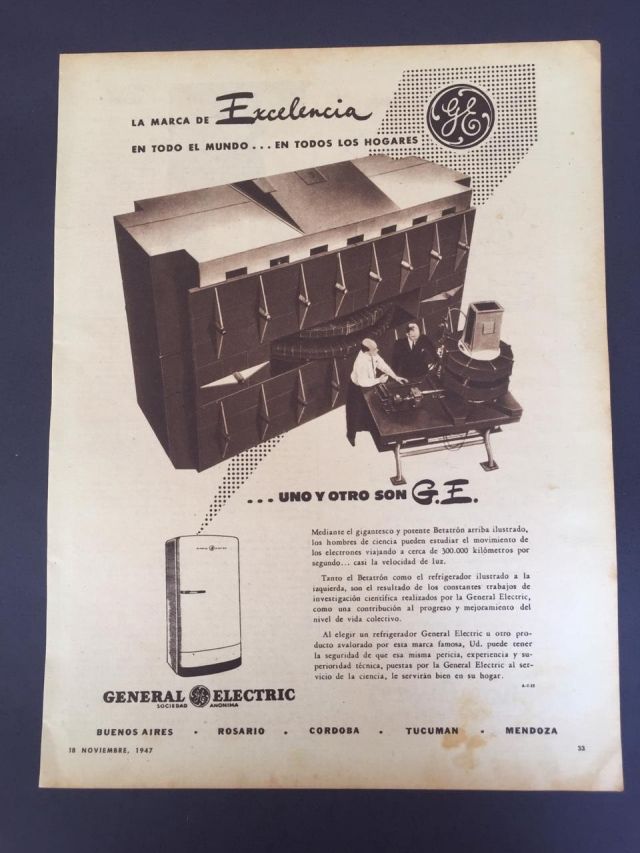 LA MARCA DE Excelencia
EN TODO EL MUNDO... EN TODOS LOS HOGARES
GE
...UNO Y OTRO SON G.E.
Mediante el gigantesco y potente Betatrón arriba ilustrado,
los hombres de ciencia pueden estudiar el movimiento de
los electrones viajando a cerca de 300.000 kilómetros por
segundo... casi la velocidad de luz.
Tanto el Betatrón como el refrigerador ilustrado a la
izquierda, son el resultado de los constantes trabajos de
investigación científica realizados por la General Electric,
como una contribución al progreso y mejoramiento del
nivel de vida colectivo.
Al elegir un refrigerador General Electric u otro pro-
ducto avalorado por esta marca famosa, Ud. puede tener
la seguridad de que esa misma pericia, experiencia y su-
perioridad técnica, puestas por la General Electric al ser-
vicio de la ciencia, le servirán bien en su hogar.
GENERAL GE ELECTRIC
SOCIEDAD ANONIMA
BUENOS AIRES • ROSARIO • CORDOBA • TUCUMAN • MENDOZA
18 NOVIEMBRE, 1947
33